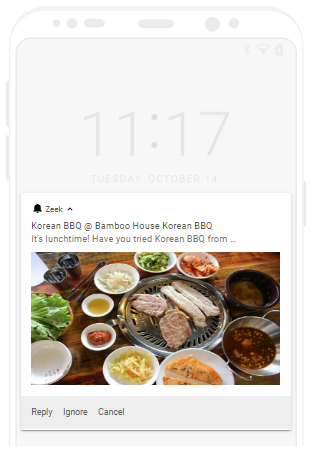 11:17
TUESDAY, OCTOBER 14
Zeek
Korean BBQ @ Bamboo House Korean BBQ
It's lunchtime! Have you tried Korean BBQ from ...
Reply Ignore Cancel